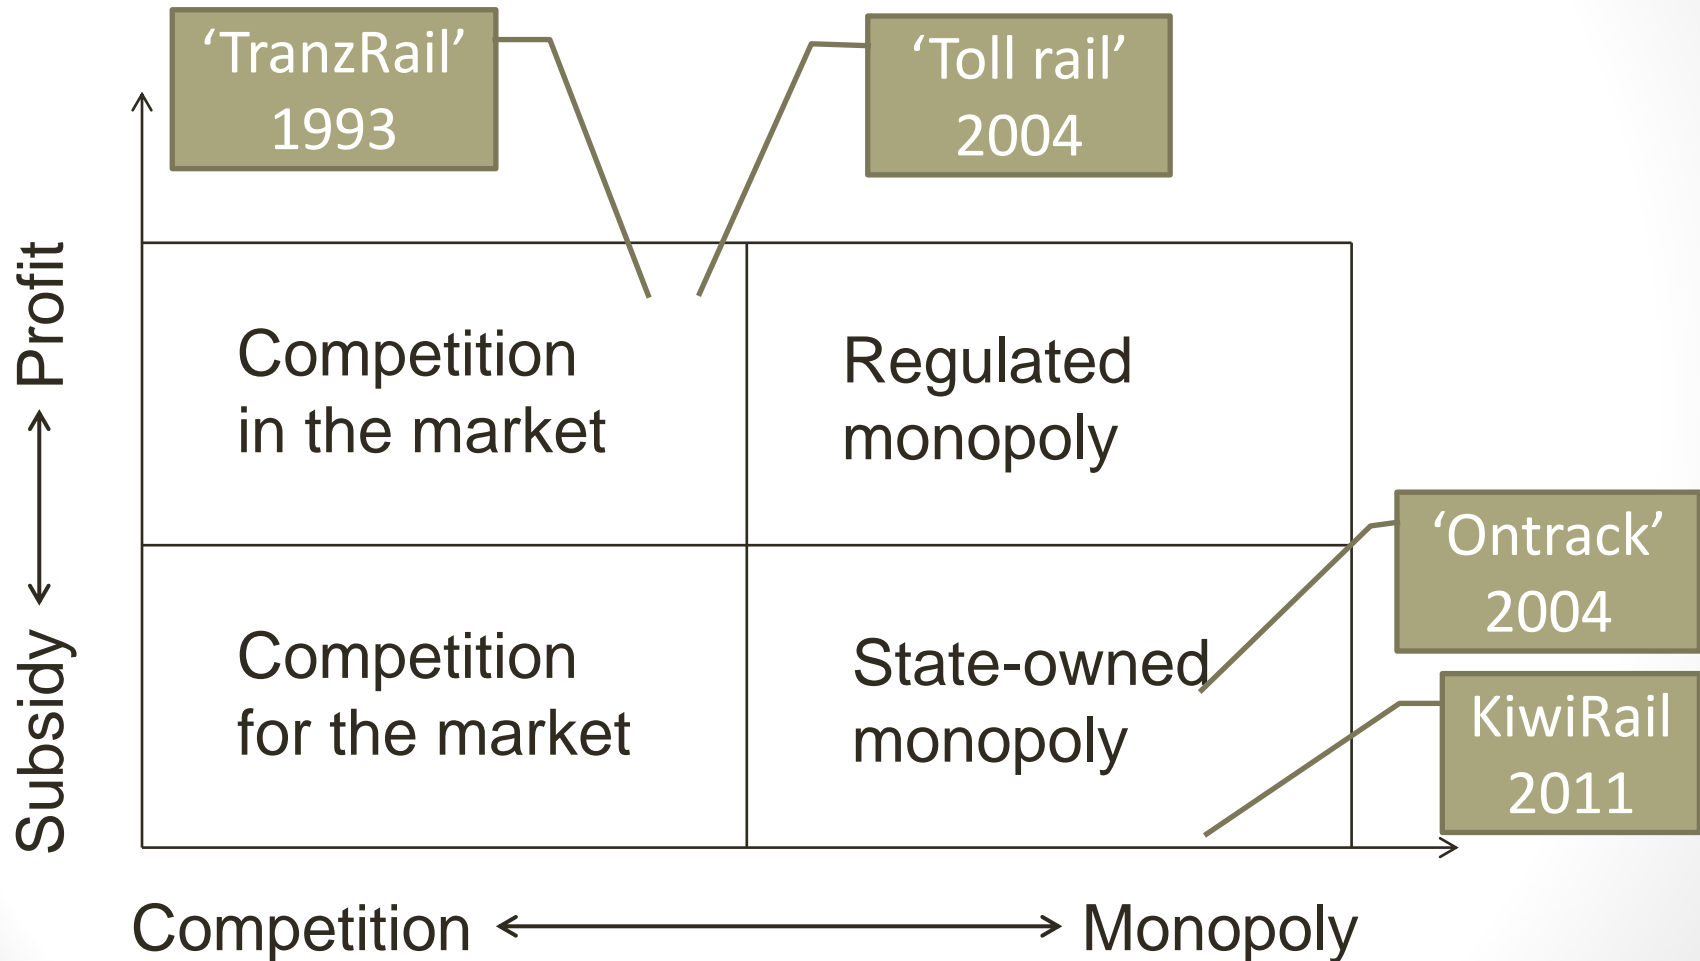 ‘TranzRail’
1993
‘Toll rail’
2004
Profit
Subsidy
Competition
in the market
Regulated
monopoly
Competition
for the market
State-owned
monopoly
‘Ontrack’
2004
KiwiRail
2011
Competition
Monopoly